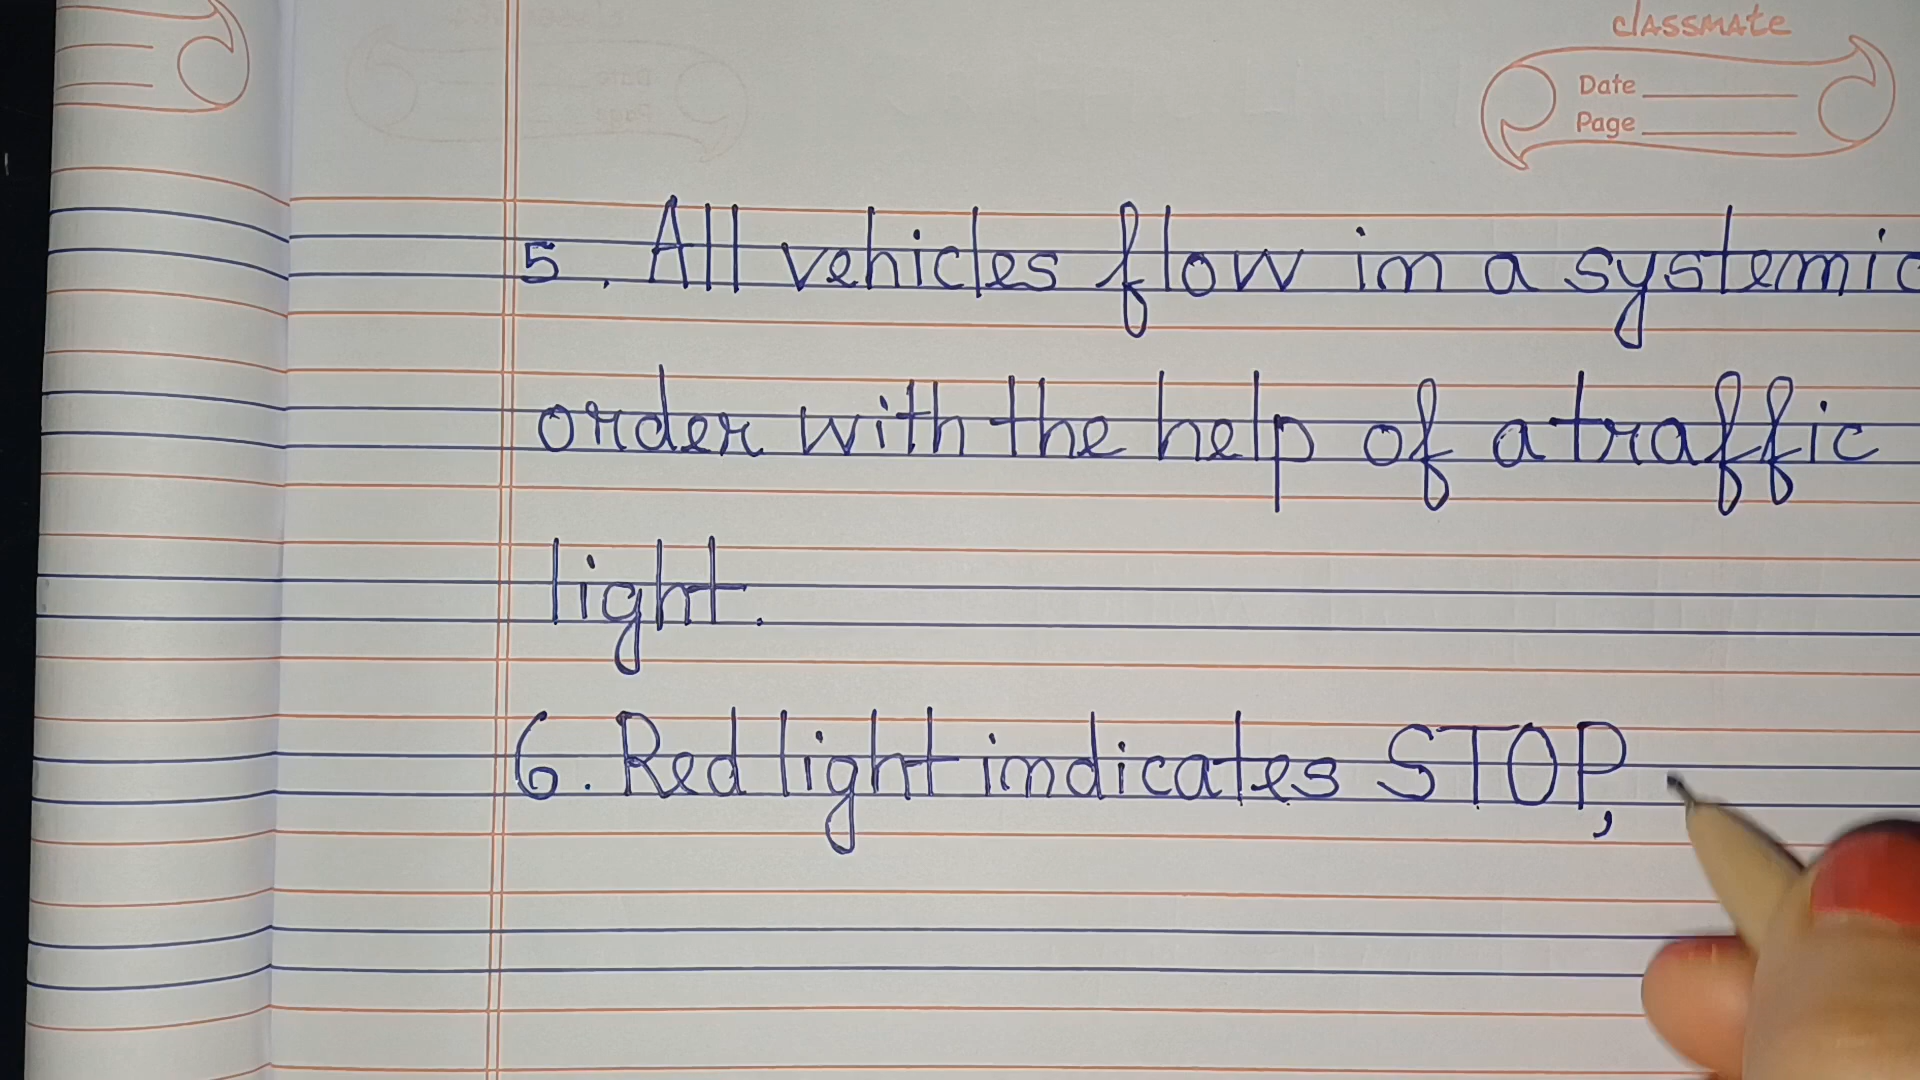 classmate
Date
Page
5. All vehicles flow in a systemic
order with the help of a traffic
light.
6. Red light indicates STOP,